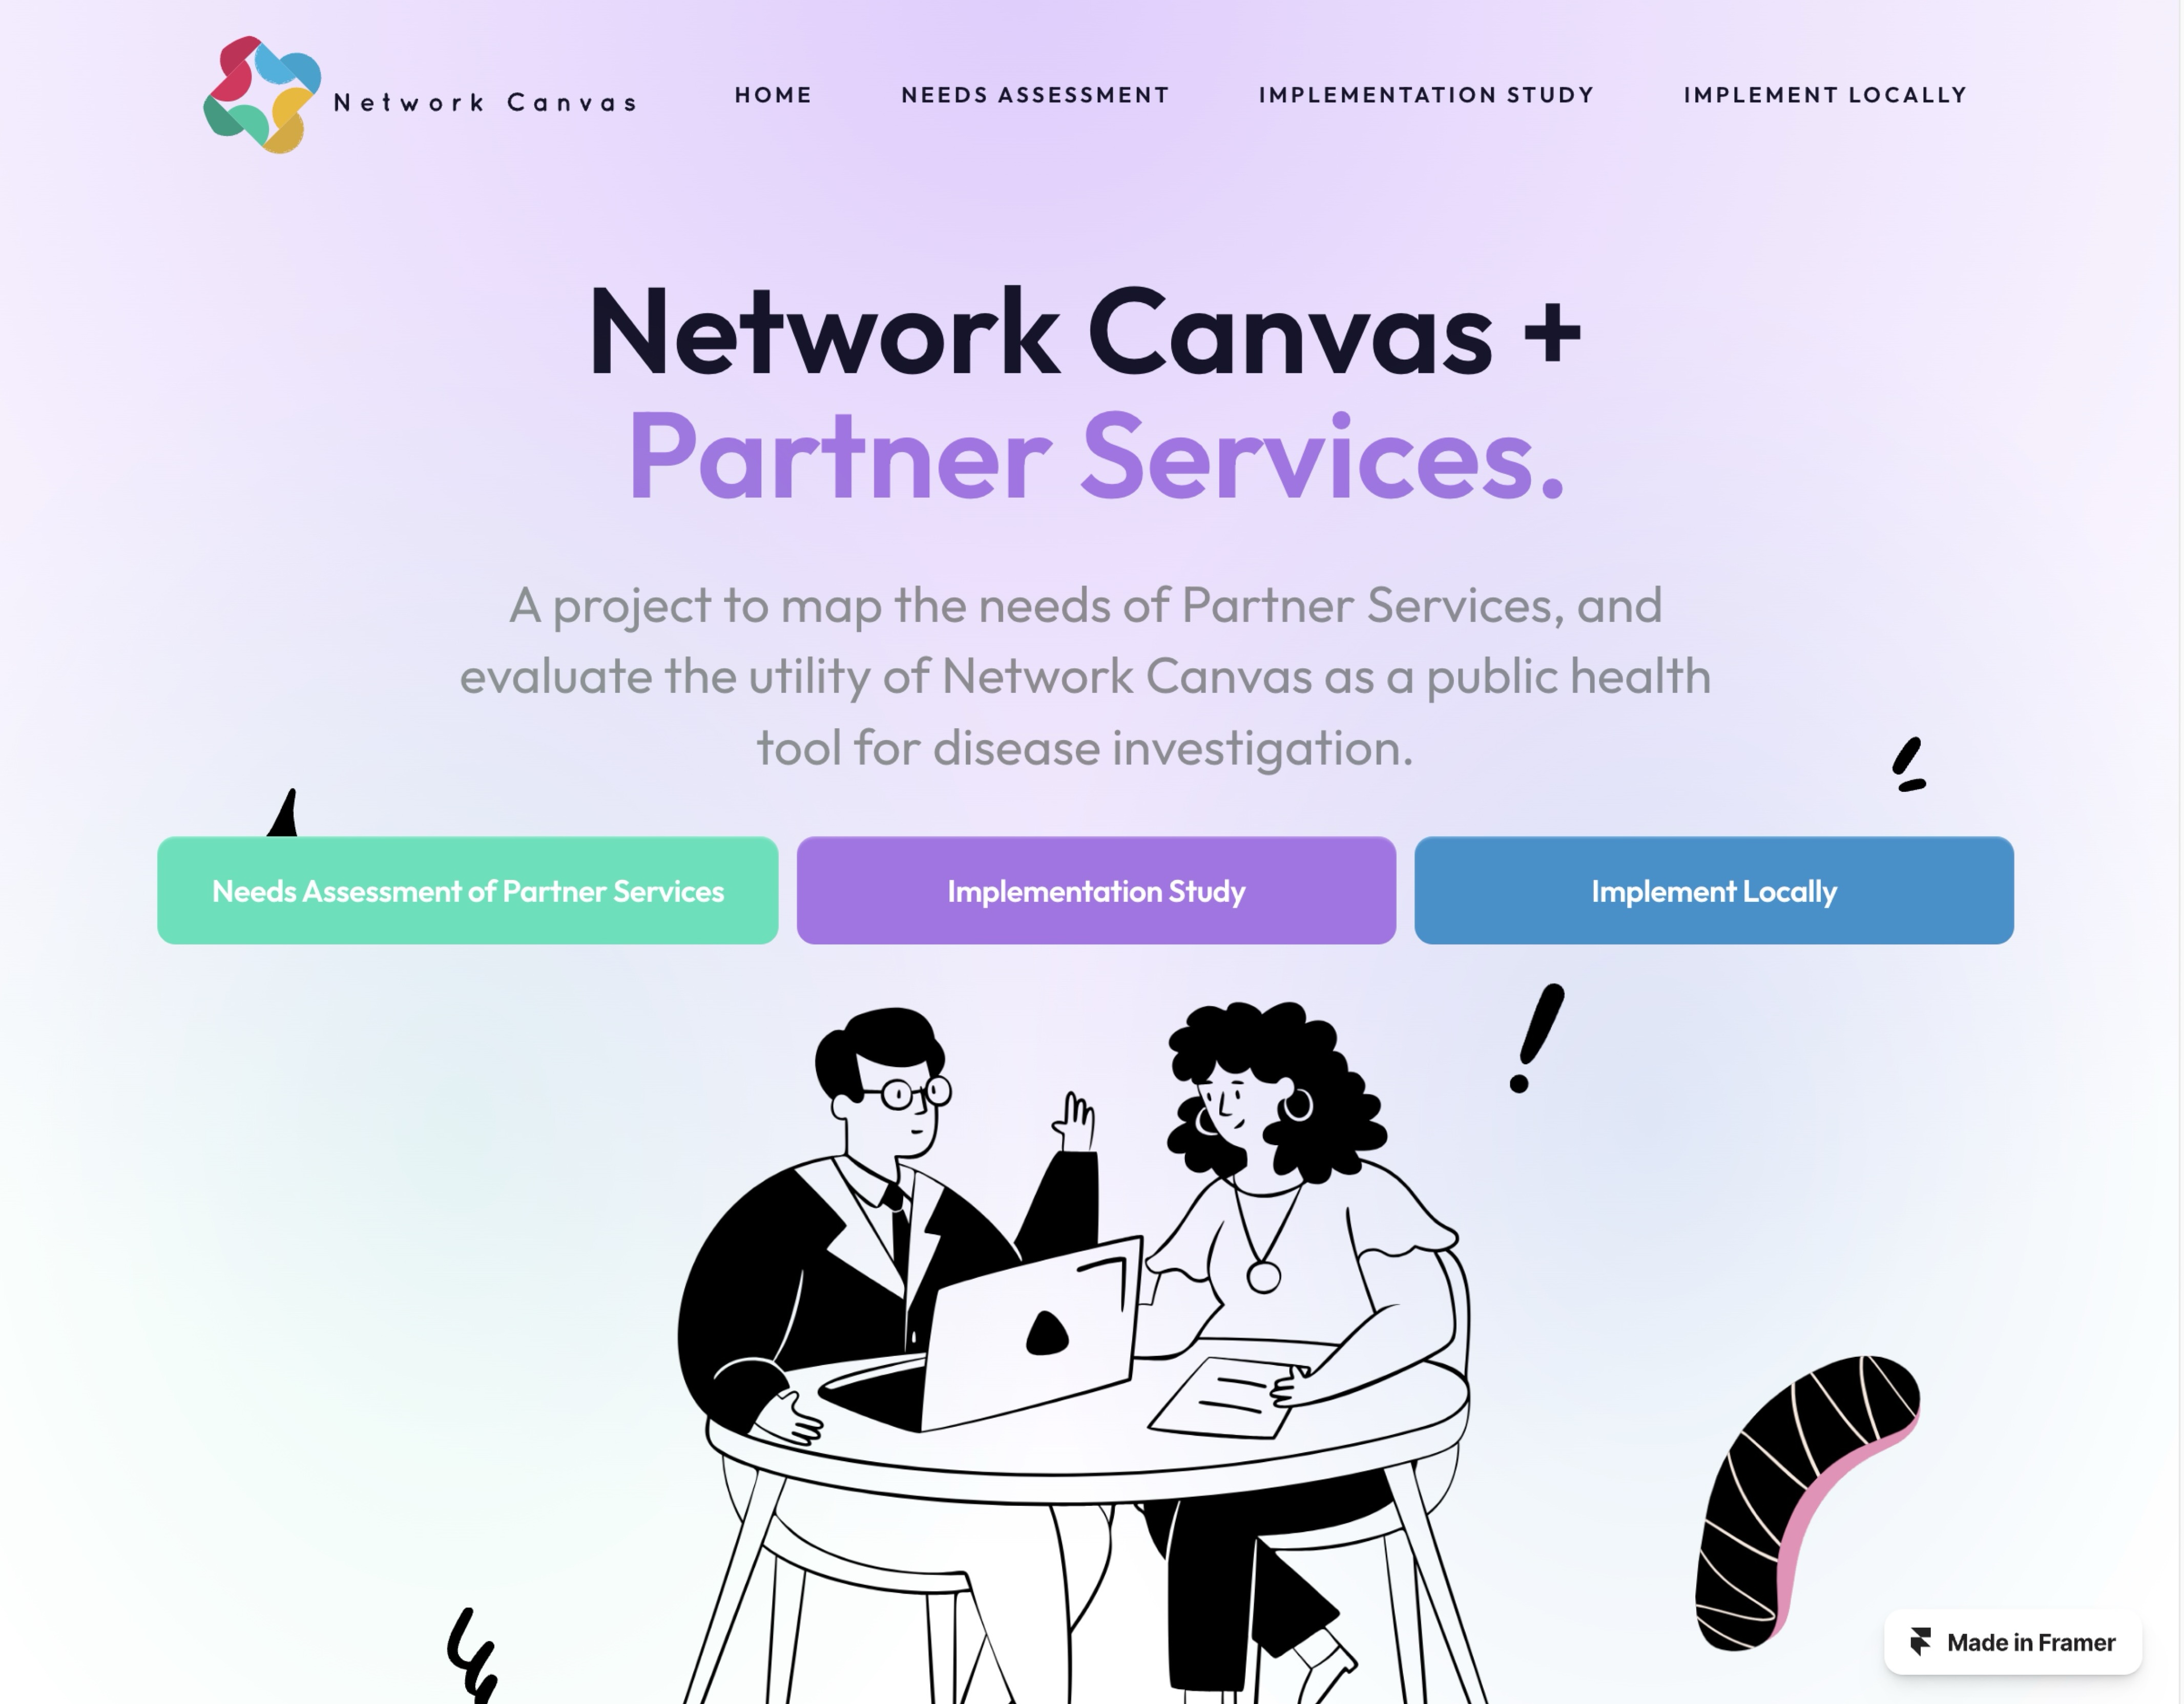 Network Canvas
HOME
NEEDS ASSESSMENT
IMPLEMENTATION STUDY
IMPLEMENT LOCALLY
Network Canvas +
Partner Services.
A project to map the needs of Partner Services, and
evaluate the utility of Network Canvas as a public health
tool for disease investigation.
Needs Assessment of Partner Services
Implementation Study
Implement Locally
Made in Framer